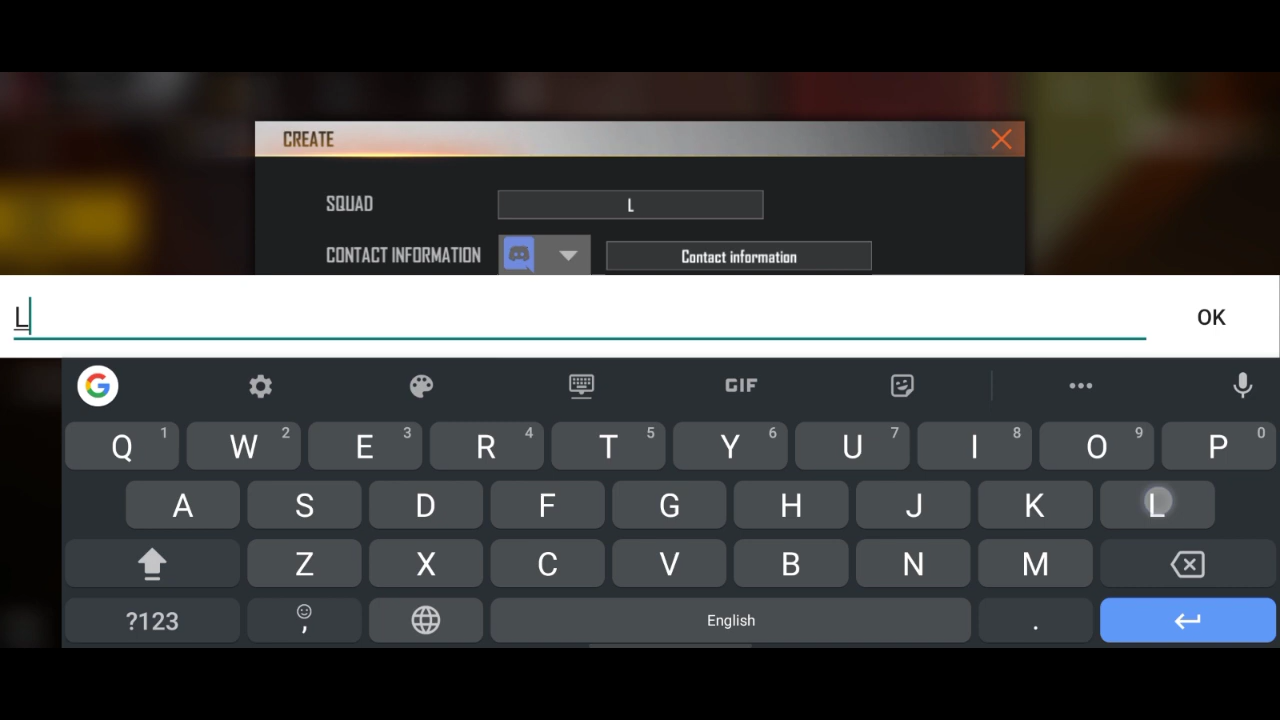 CREATE
SQUAD L
CONTACT INFORMATION Contact information
L OK
G GIF
Q 1 W 2 E 3 R 4 T 5 Y 6 U 7 I 8 O 9 P 0
A S D F G H J K L
Z X C V B N M
?123 , English .